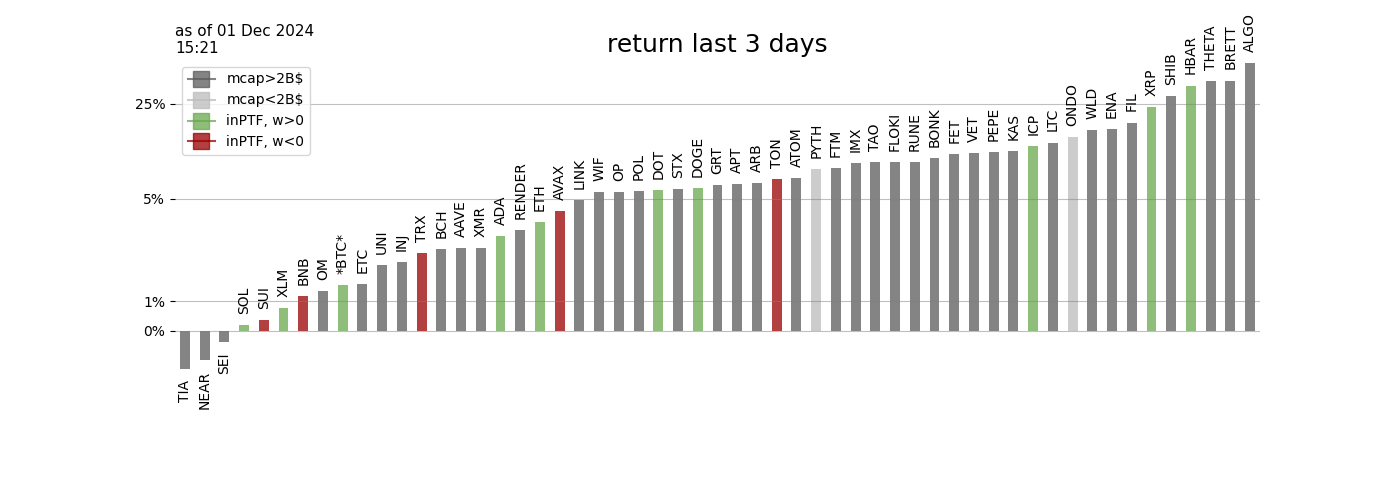 as of 01 Dec 2024
15:21
return last 3 days
mcap>2B$
mcap<2B$
inPTF, w>0
inPTF, w<0
25%
5%
1%
0%
TIA
NEAR
SEI
SOL
SUI
XLM
BNB
OM
*BTC*
ETC
UNI
INJ
TRX
BCH
AAVE
XMR
ADA
RENDER
ETH
AVAX
LINK
WIF
OP
POL
DOT
STX
DOGE
GRT
APT
ARB
TON
ATOM
PYTH
FTM
IMX
TAO
FLOKI
RUNE
BONK
FET
VET
PEPE
KAS
ICP
LTC
ONDO
WLD
ENA
FIL
XRP
SHIB
HBAR
THETA
BRETT
ALGO